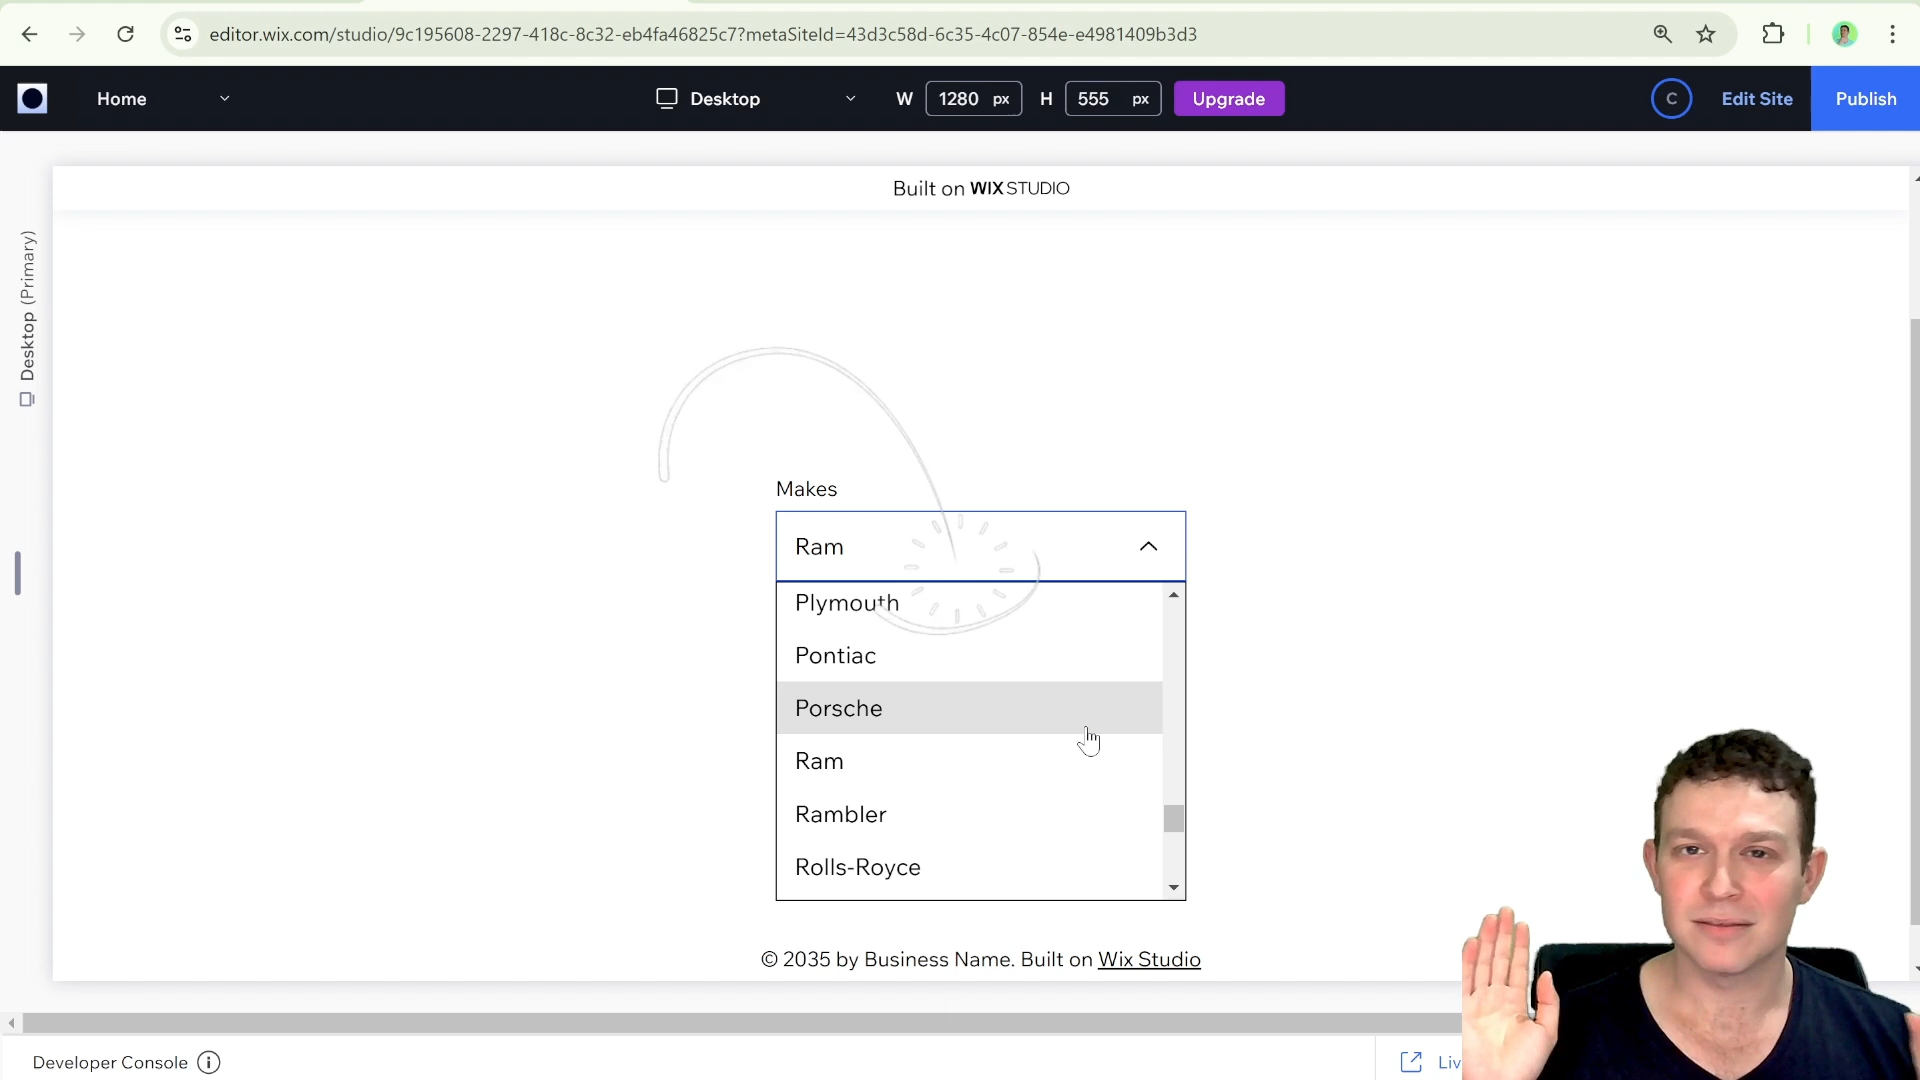 editor.wix.com/studio/9c195608-2297-418c-8c32-eb4fa46825c7?metaSiteId=43d3c58d-6c35-4c07-854e-e4981409b3d3
Home
Desktop
W 1280 px H 555 px
Upgrade
C
Edit Site
Publish
Desktop (Primary)
Built on WIX STUDIO
Makes
Ram
Plymouth
Pontiac
Porsche
Ram
Rambler
Rolls-Royce
© 2035 by Business Name. Built on Wix Studio
Developer Console
Liv